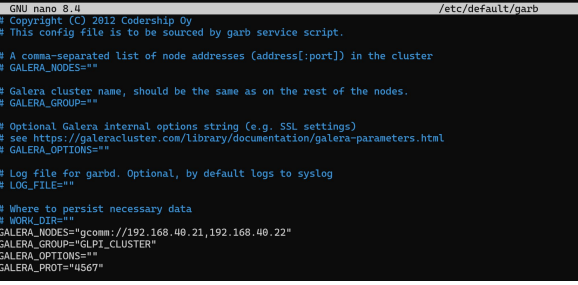 GNU nano 8.4 /etc/default/garb
# Copyright (C) 2012 Codership Oy
# This config file is to be sourced by garb service script.
# A comma-separated list of node addresses (address[:port]) in the cluster
# GALERA_NODES=""
# Galera cluster name, should be the same as on the rest of the nodes.
# GALERA_GROUP=""
# Optional Galera internal options string (e.g. SSL settings)
# see https://galeracluster.com/library/documentation/galera-parameters.html
# GALERA_OPTIONS=""
# Log file for garbd. Optional, by default logs to syslog
# LOG_FILE=""
# Where to persist necessary data
# WORK_DIR=""
GALERA_NODES="gcomm://192.168.40.21,192.168.40.22"
GALERA_GROUP="GLPI_CLUSTER"
GALERA_OPTIONS=""
GALERA_PROT="4567"